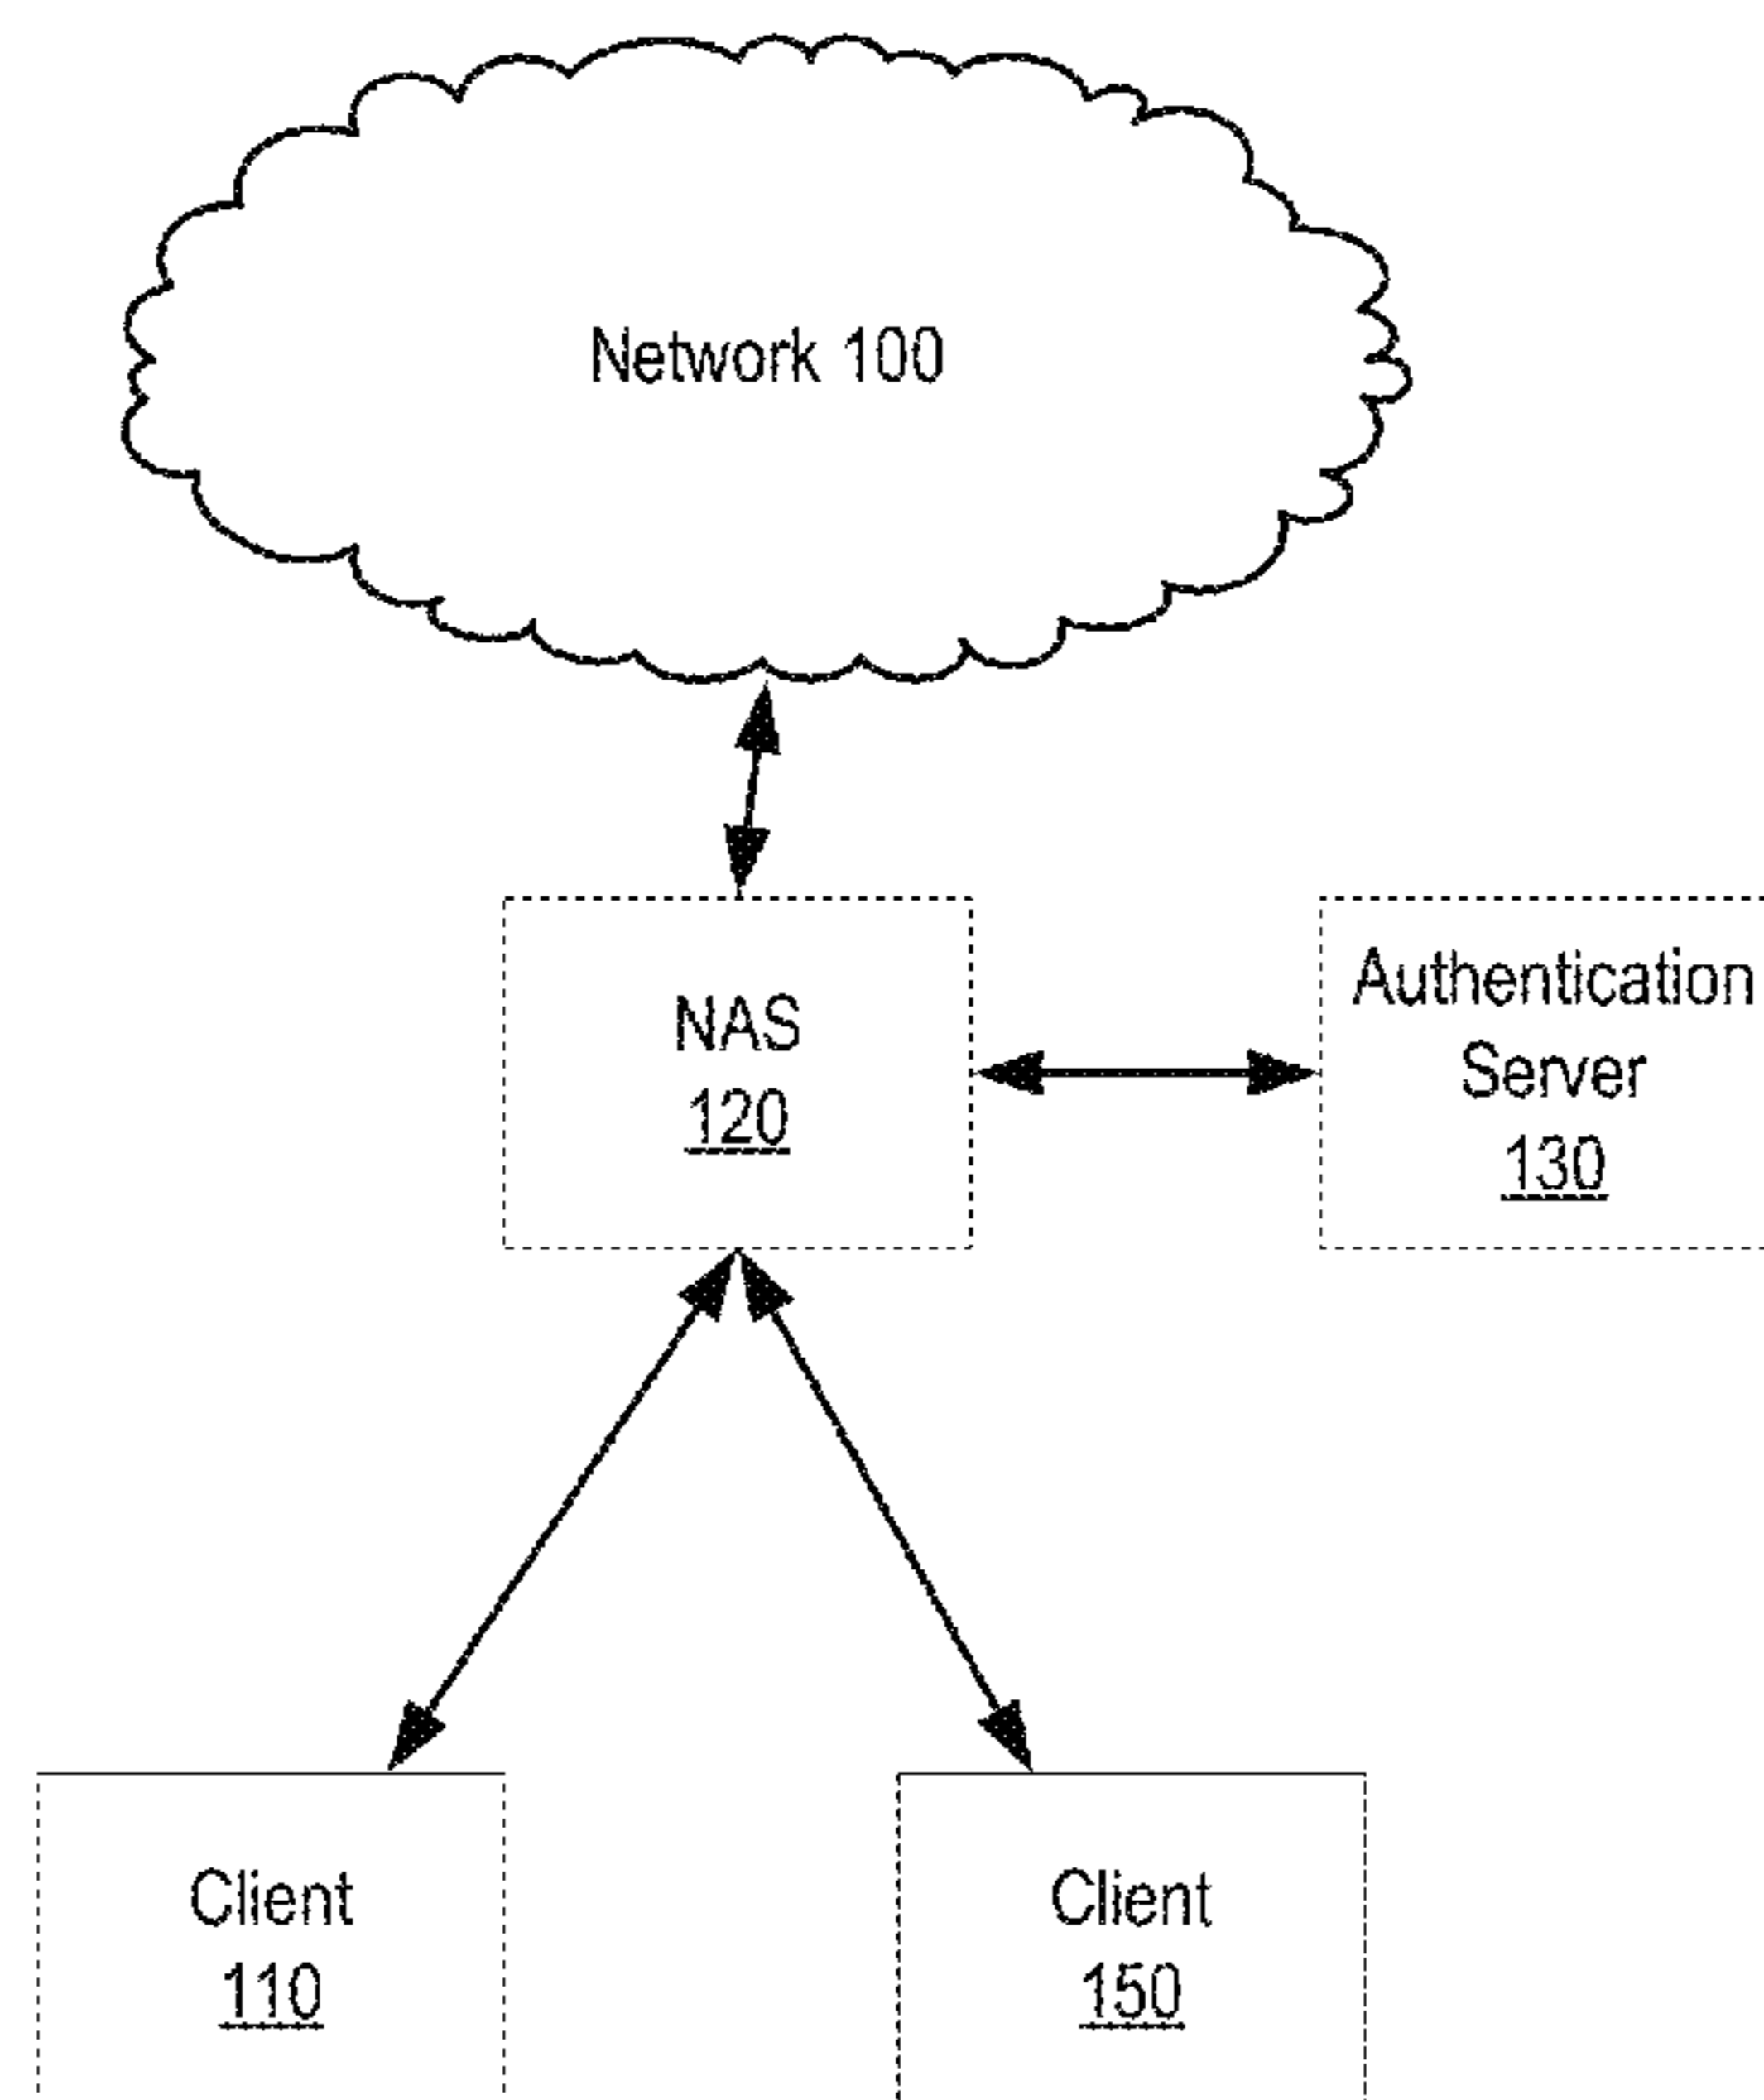 Network 100
NAS
120
Authentication
Server
130
Client
110
Client
150